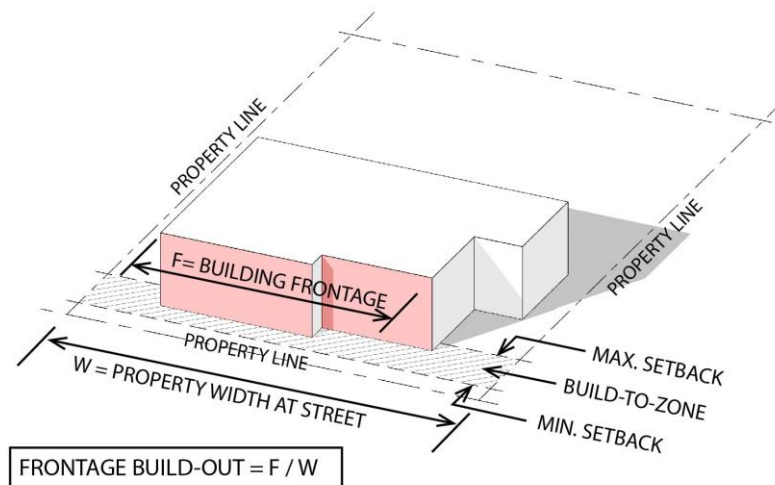 PROPERTY LINE
PROPERTY LINE
F= BUILDING FRONTAGE
PROPERTY LINE
W = PROPERTY WIDTH AT STREET
MAX. SETBACK
BUILD-TO-ZONE
MIN. SETBACK
FRONTAGE BUILD-OUT = F / W